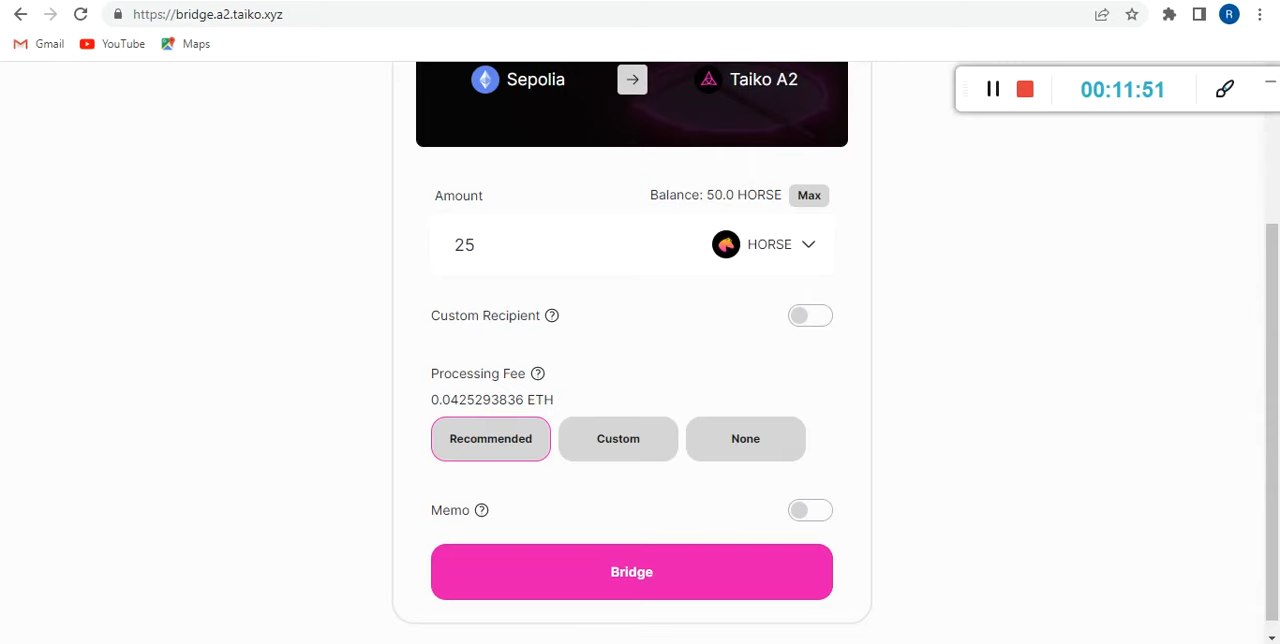 https://bridge.a2.taiko.xyz
R
Gmail YouTube Maps
Sepolia Taiko A2
00:11:51
Amount Balance: 50.0 HORSE Max
25 HORSE
Custom Recipient
Processing Fee
0.0425293836 ETH
Recommended Custom None
Memo
Bridge